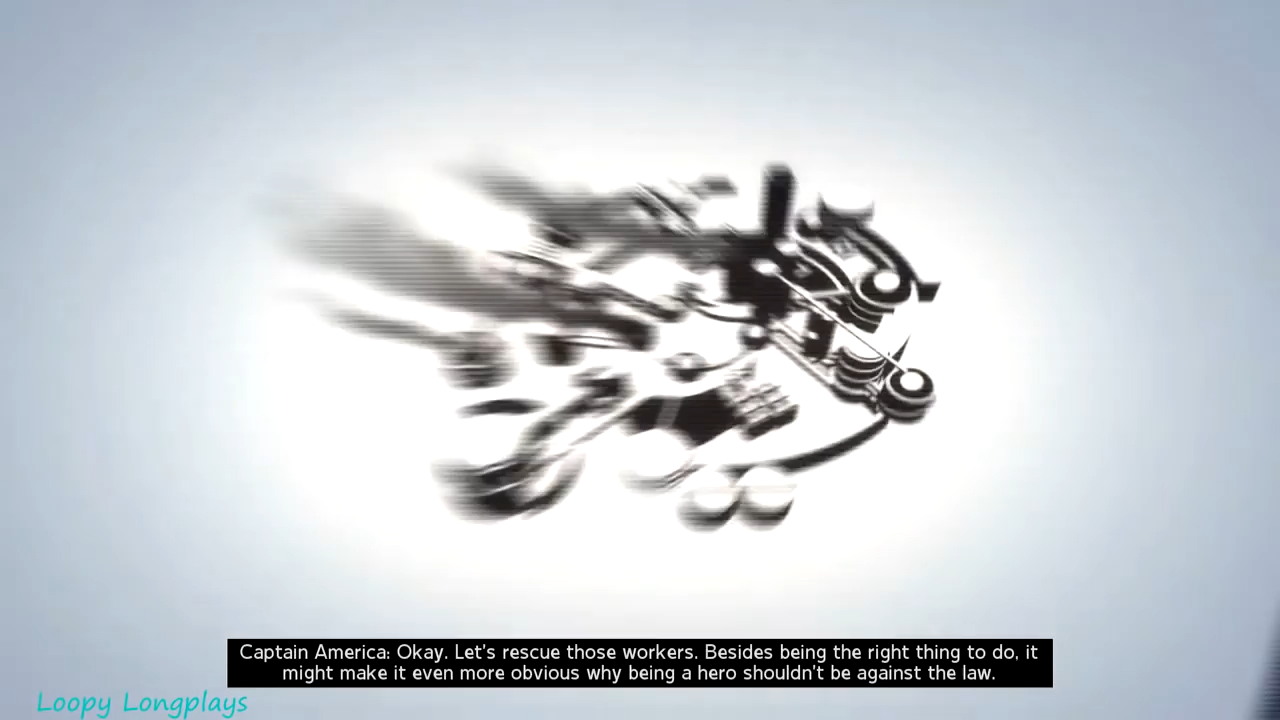 Captain America: Okay. Let's rescue those workers. Besides being the right thing to do, it
might make it even more obvious why being a hero shouldn't be against the law.
Loopy Longplays